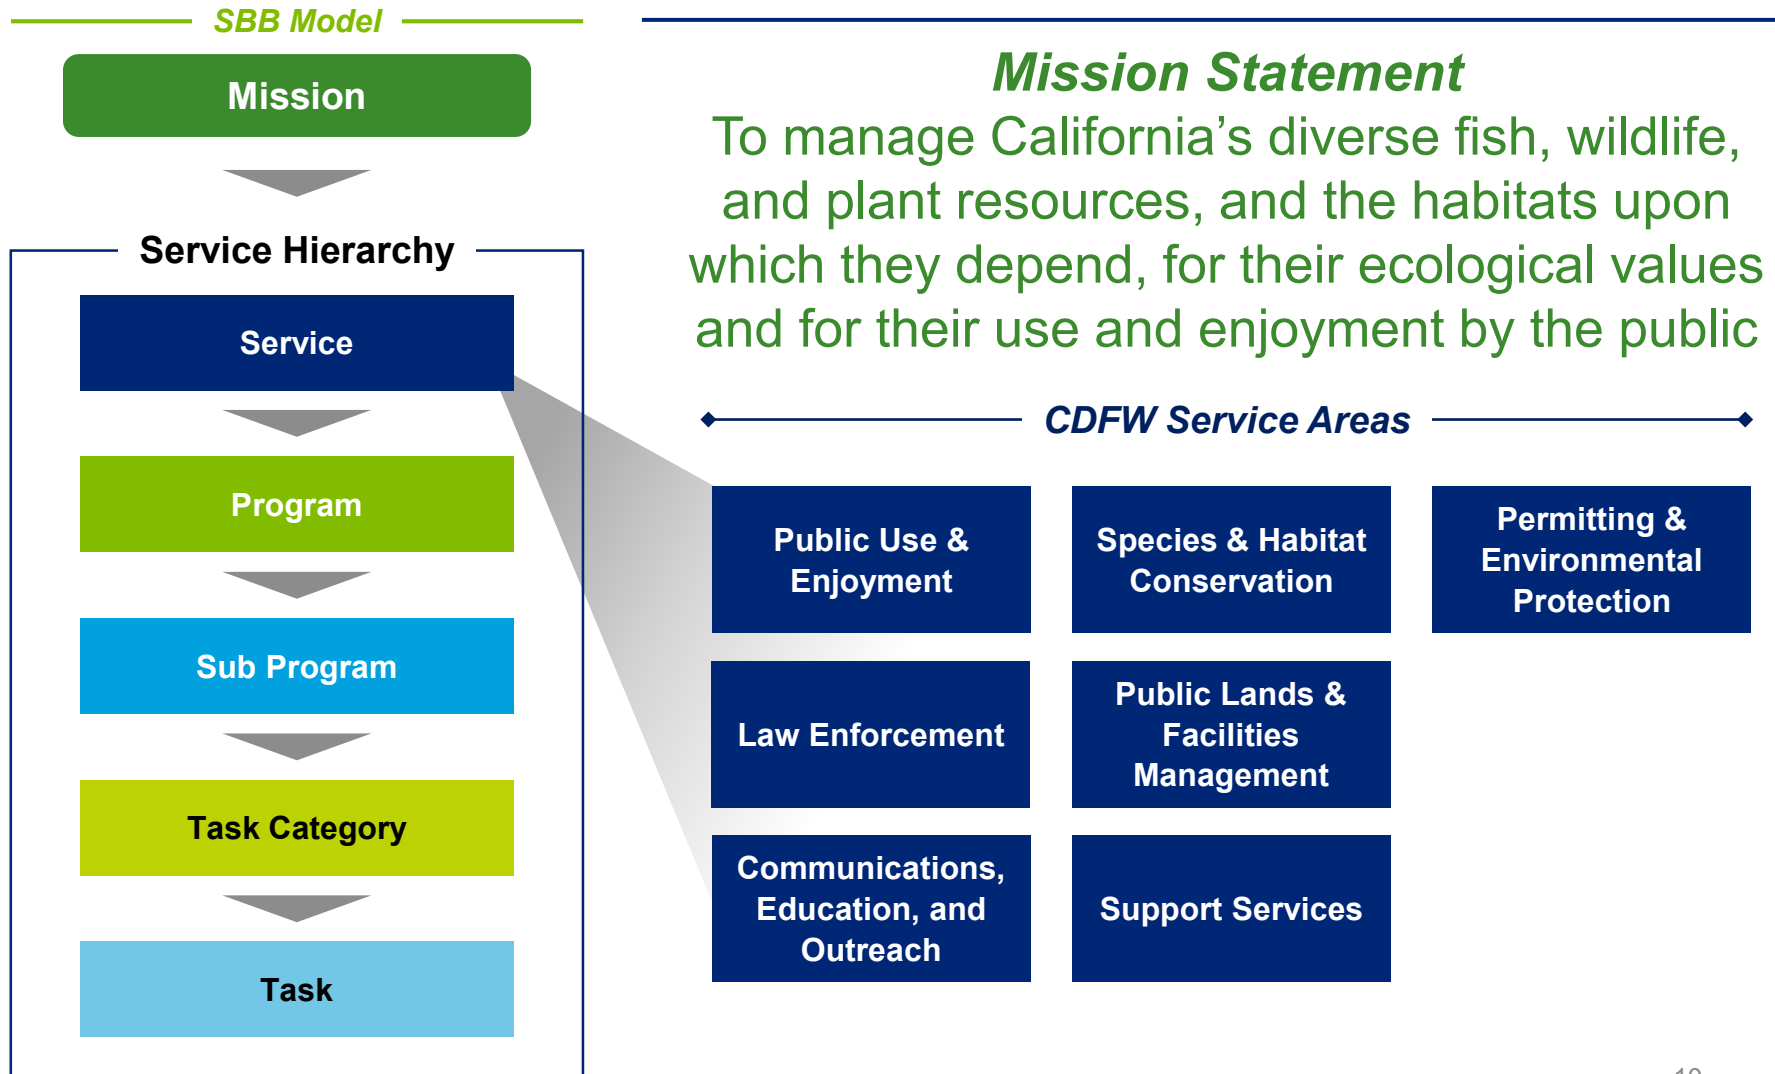 SBB Model
Mission
Service Hierarchy
Service
Program
Sub Program
Task Category
Task
Mission Statement
To manage California’s diverse fish, wildlife,
and plant resources, and the habitats upon
which they depend, for their ecological values
and for their use and enjoyment by the public
CDFW Service Areas
Public Use &
Enjoyment
Species & Habitat
Conservation
Permitting &
Environmental
Protection
Law Enforcement
Public Lands &
Facilities
Management
Communications,
Education, and
Outreach
Support Services